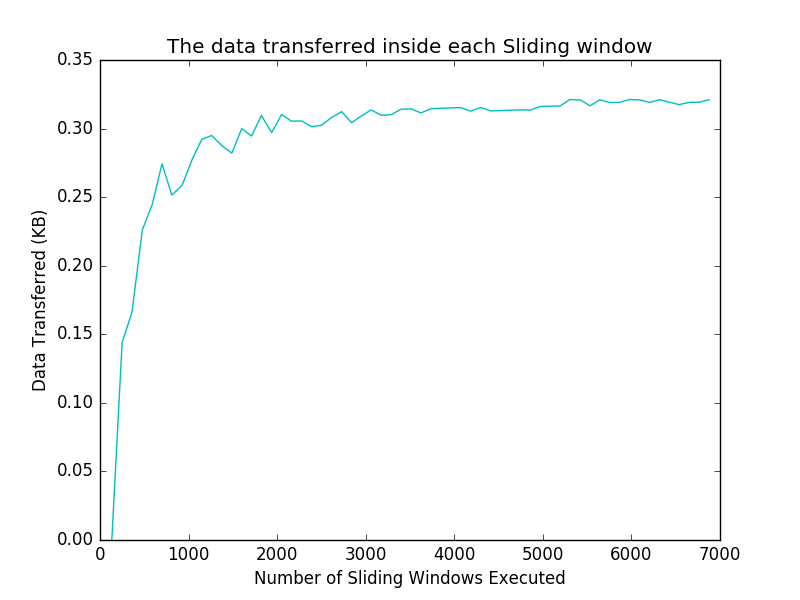 The data transferred inside each Sliding window
0.35
0.30
0.25
0.20
0.15
0.10
0.05
0.00
Data Transferred (KB)
0 1000 2000 3000 4000 5000 6000 7000
Number of Sliding Windows Executed